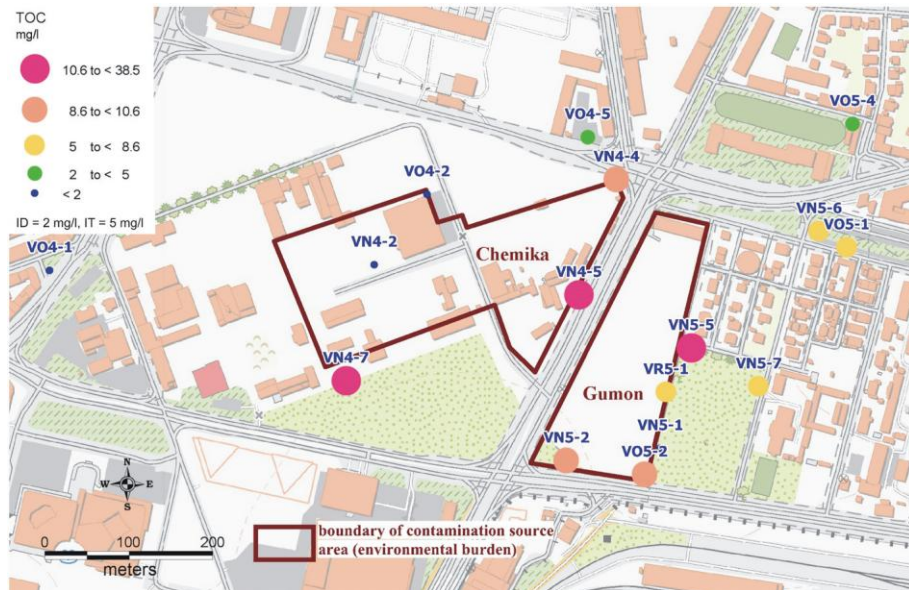 TOC
mg/l
10.6 to < 38.5
8.6 to < 10.6
5 to < 8.6
2 to < 5
< 2
ID = 2 mg/l, IT = 5 mg/l
VO4-5
VO5-4
VN4-4
VO4-2
VN5-6
VO5-1
VO4-1
VN4-2
Chemika
VN4-5
VN5-5
VN4-7
VR5-1
VN5-7
Gumon
VN5-1
VN5-2
VO5-2
N
W E
S
0 100 200
meters
boundary of contamination source
area (environmental burden)